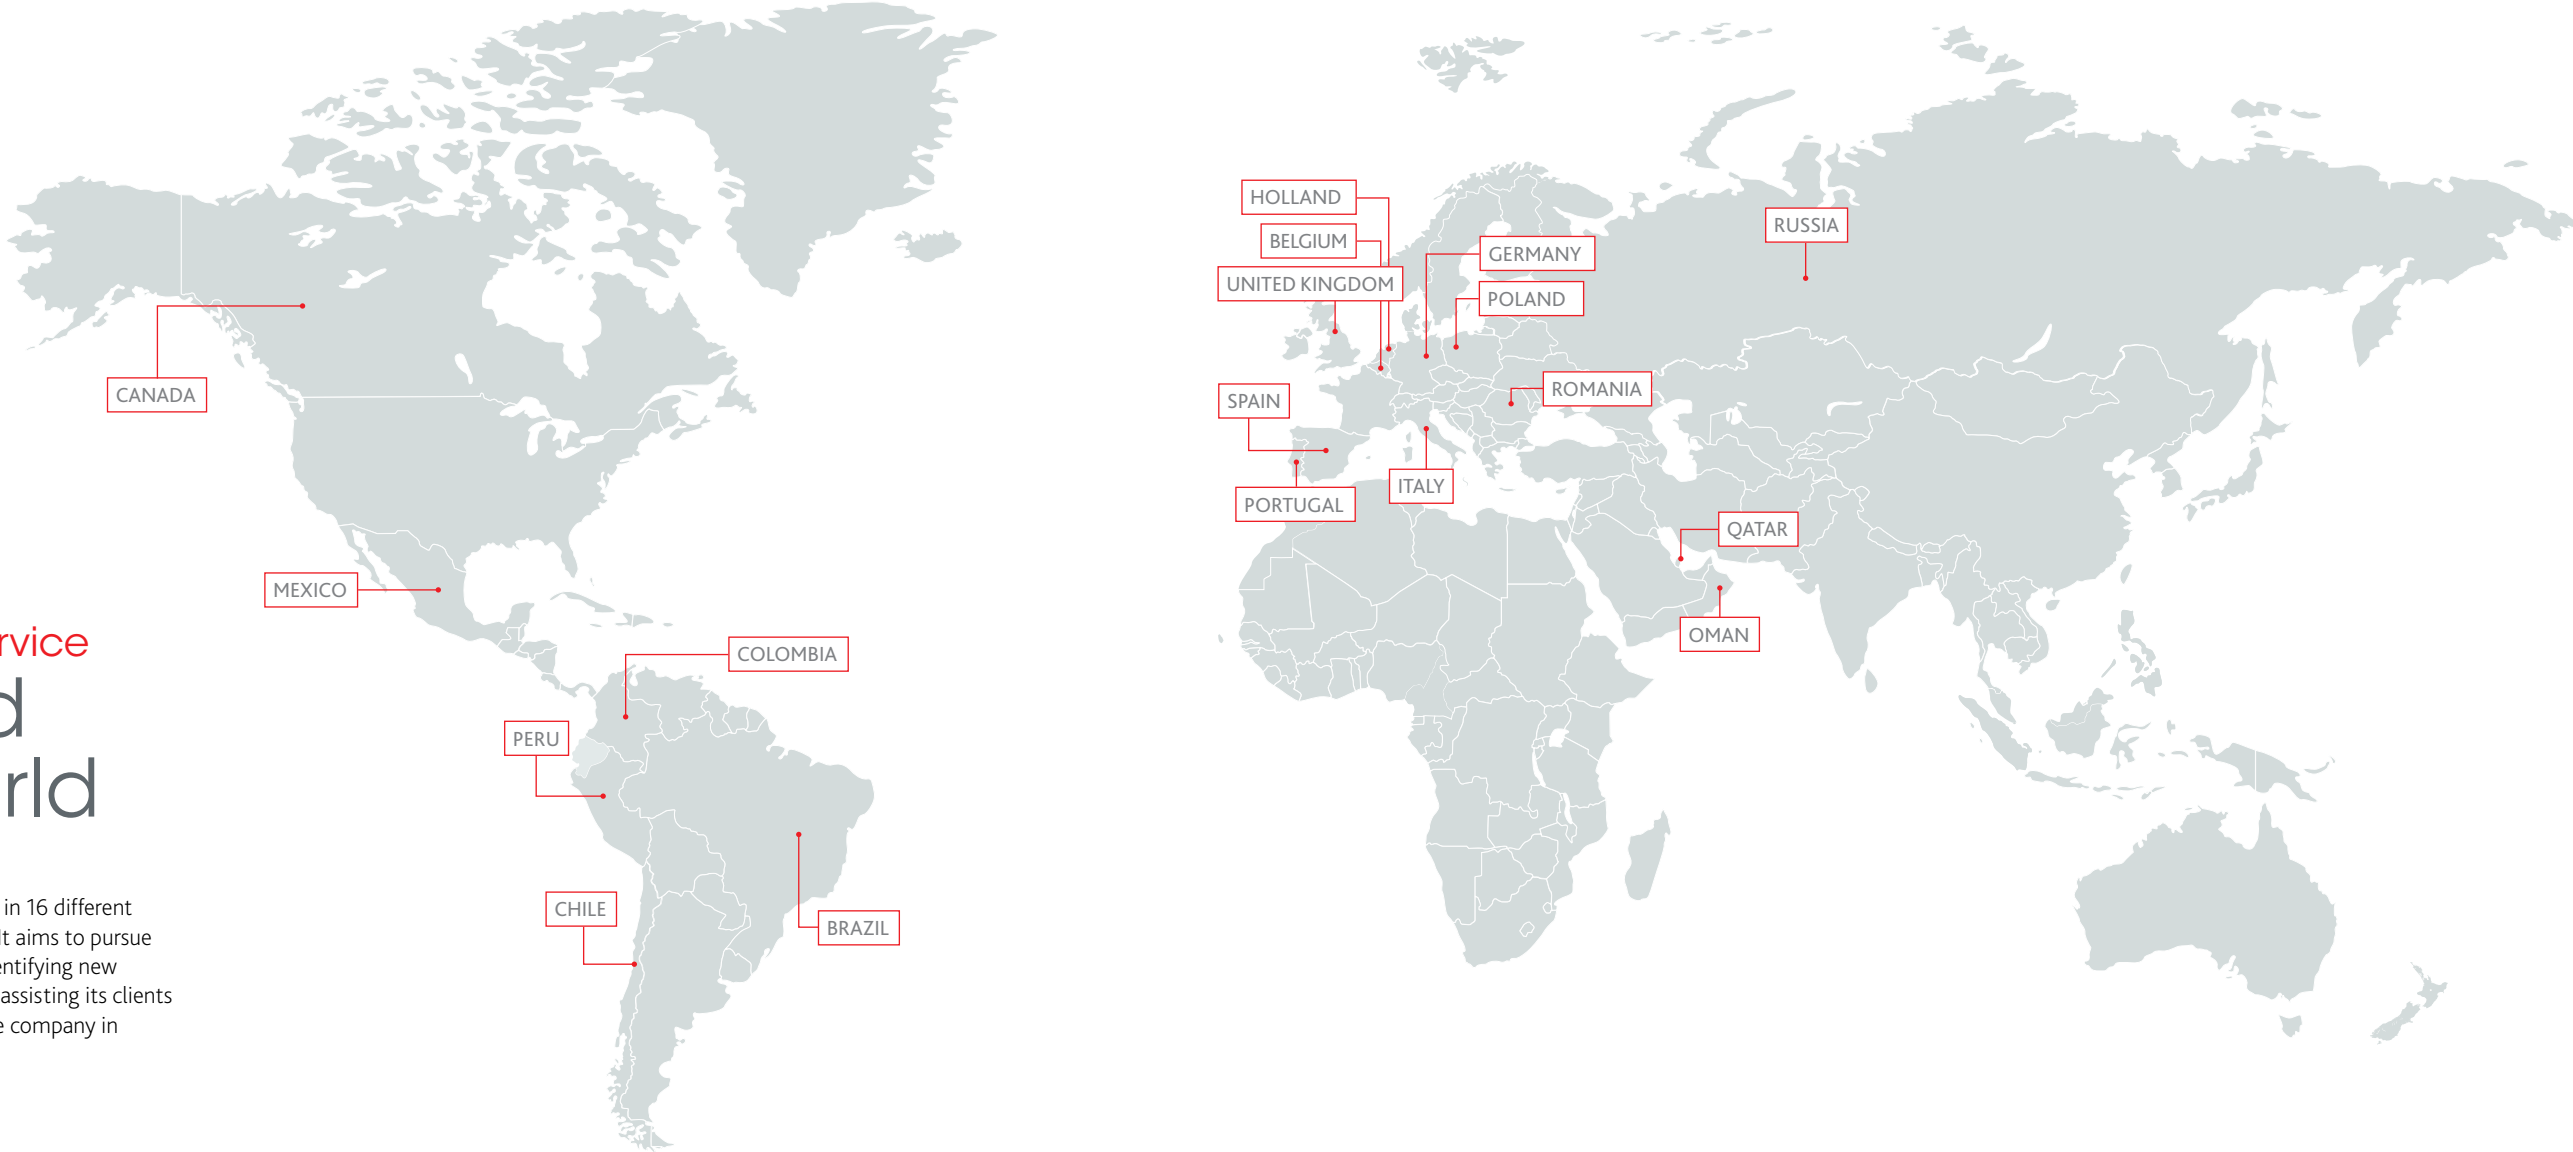 rvice
d
rld
in 16 different
It aims to pursue
entifying new
assisting its clients
e company in
CANADA
MEXICO
COLOMBIA
PERU
CHILE
BRAZIL
HOLLAND
BELGIUM
UNITED KINGDOM
GERMANY
POLAND
RUSSIA
SPAIN
ROMANIA
PORTUGAL
ITALY
QATAR
OMAN